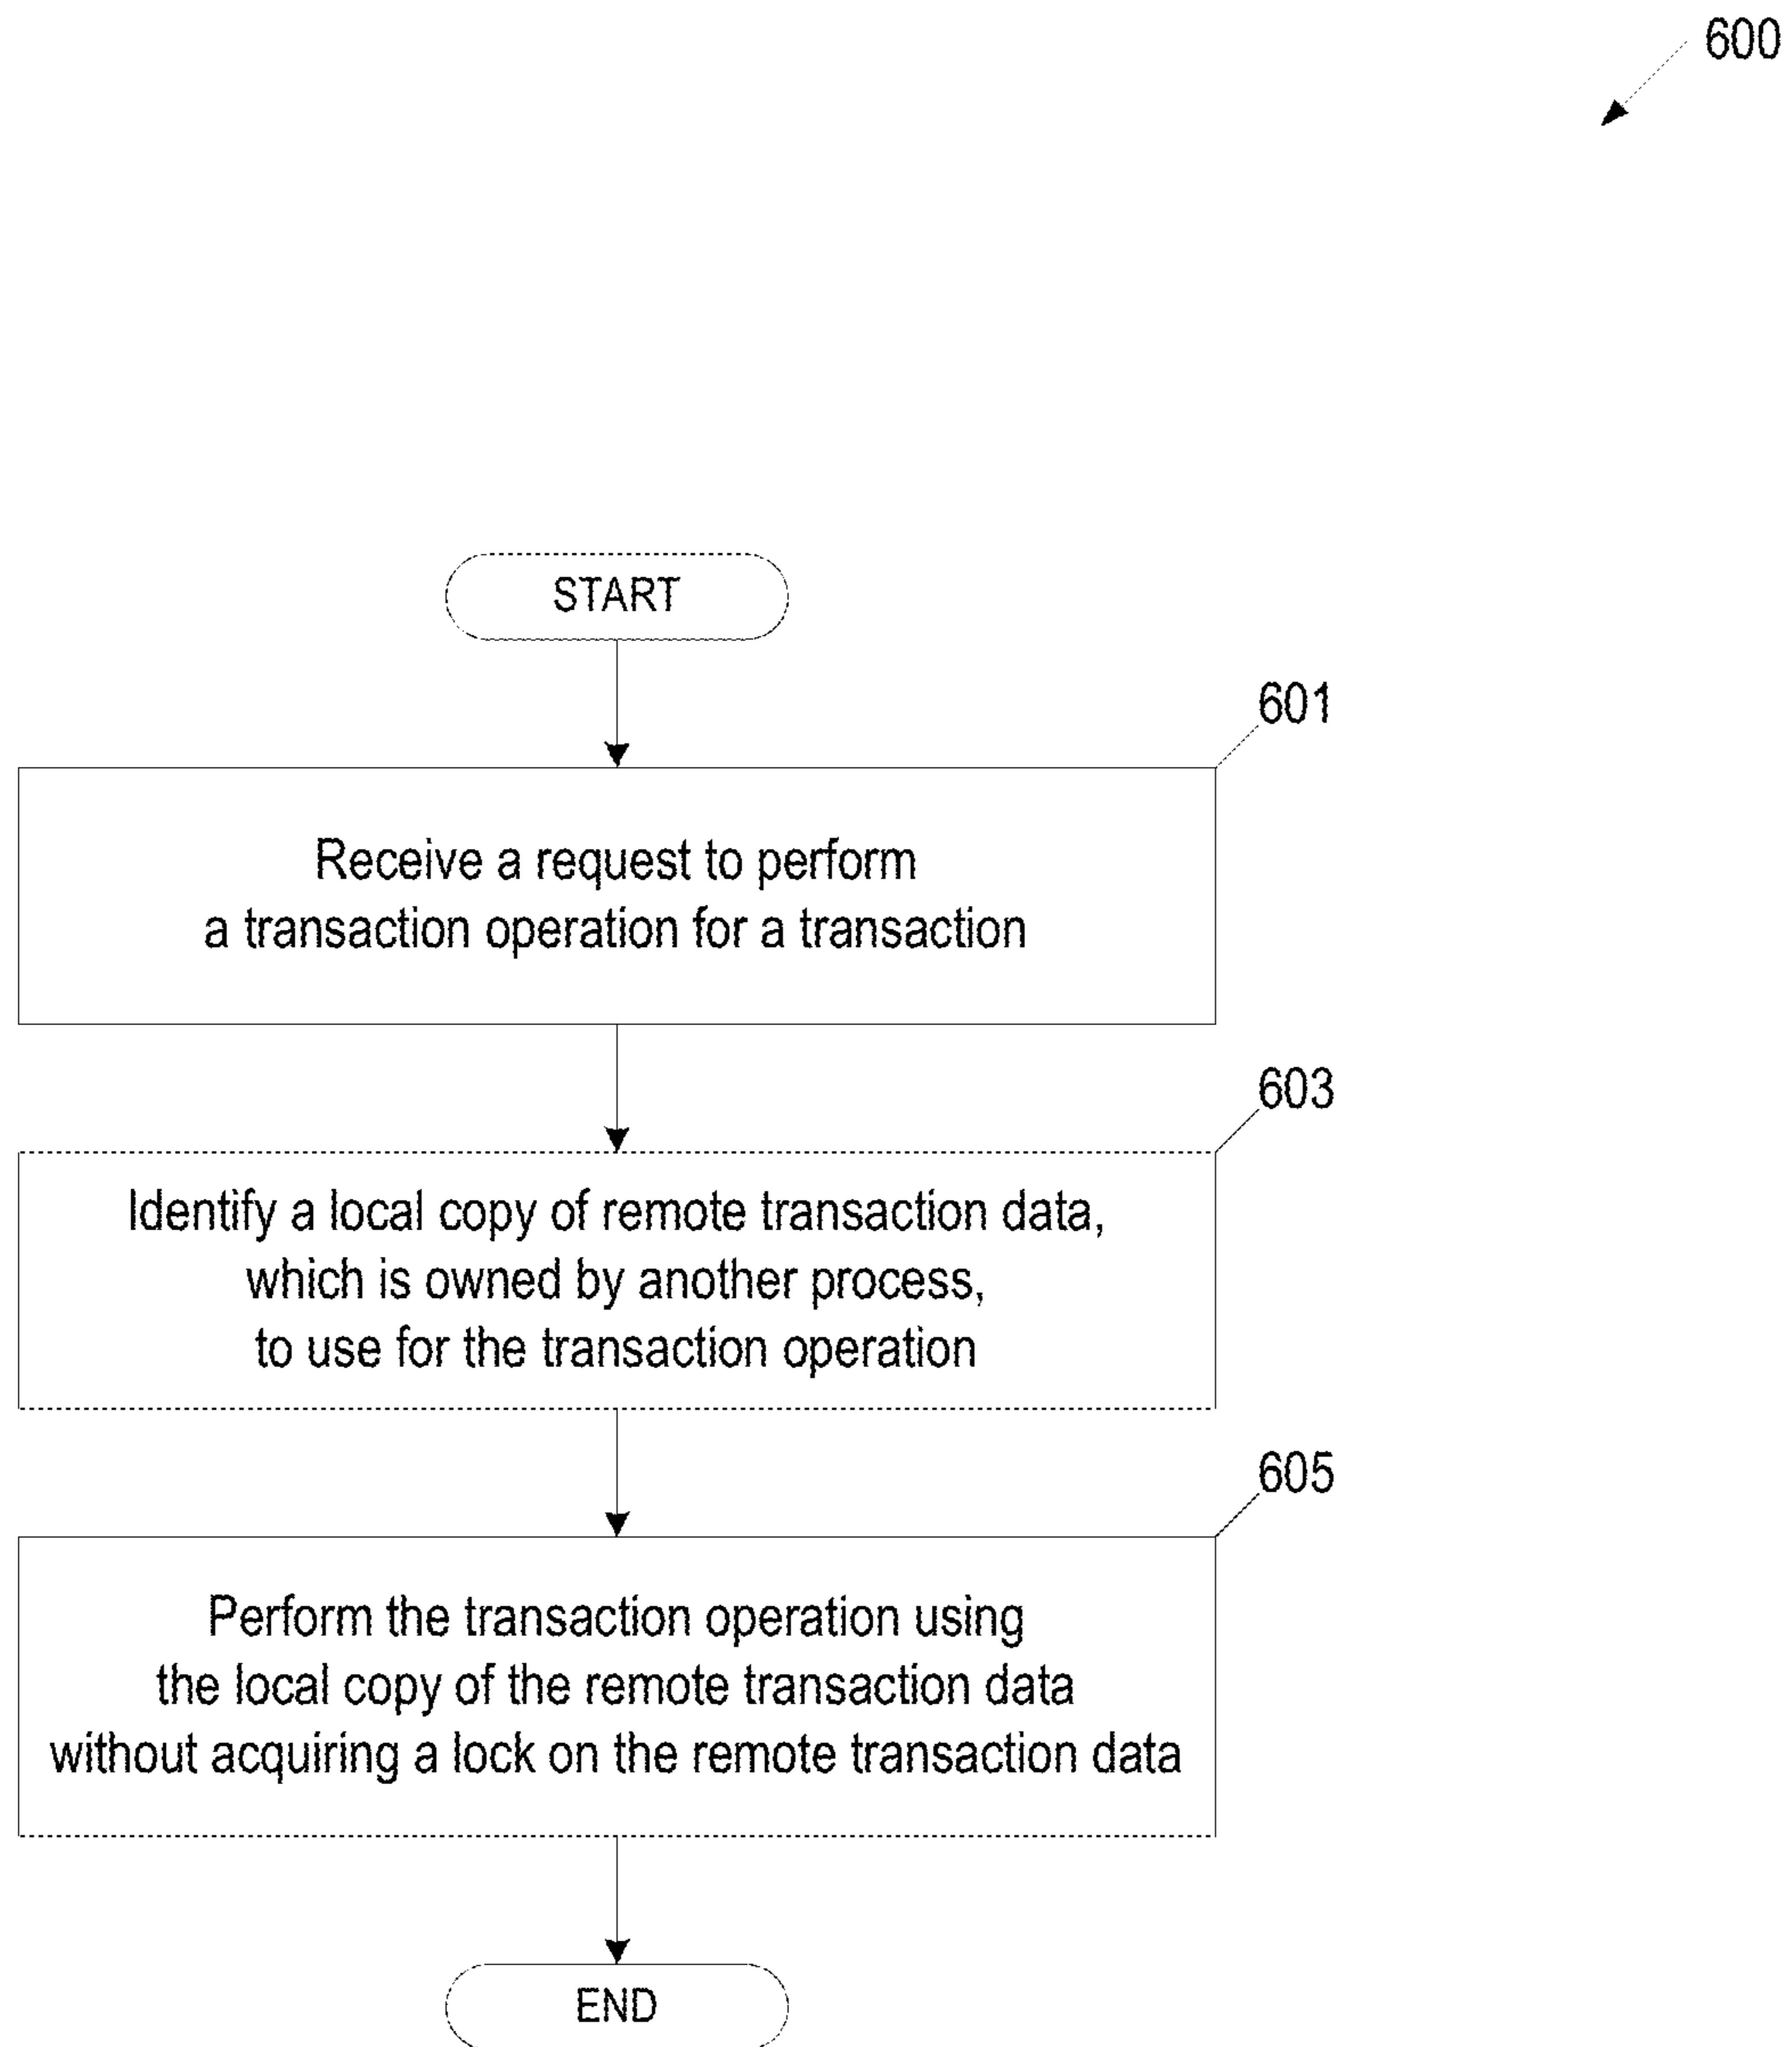 600
START
601
Receive a request to perform
a transaction operation for a transaction
603
Identify a local copy of remote transaction data,
which is owned by another process,
to use for the transaction operation
605
Perform the transaction operation using
the local copy of the remote transaction data
without acquiring a lock on the remote transaction data
END